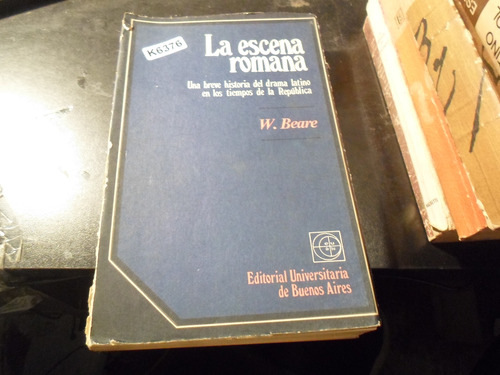 K6376
La escena
romana
Una breve historia del drama latino
en los tiempos de la República
W. Beare
Editorial Universitaria
de Buenos Aires